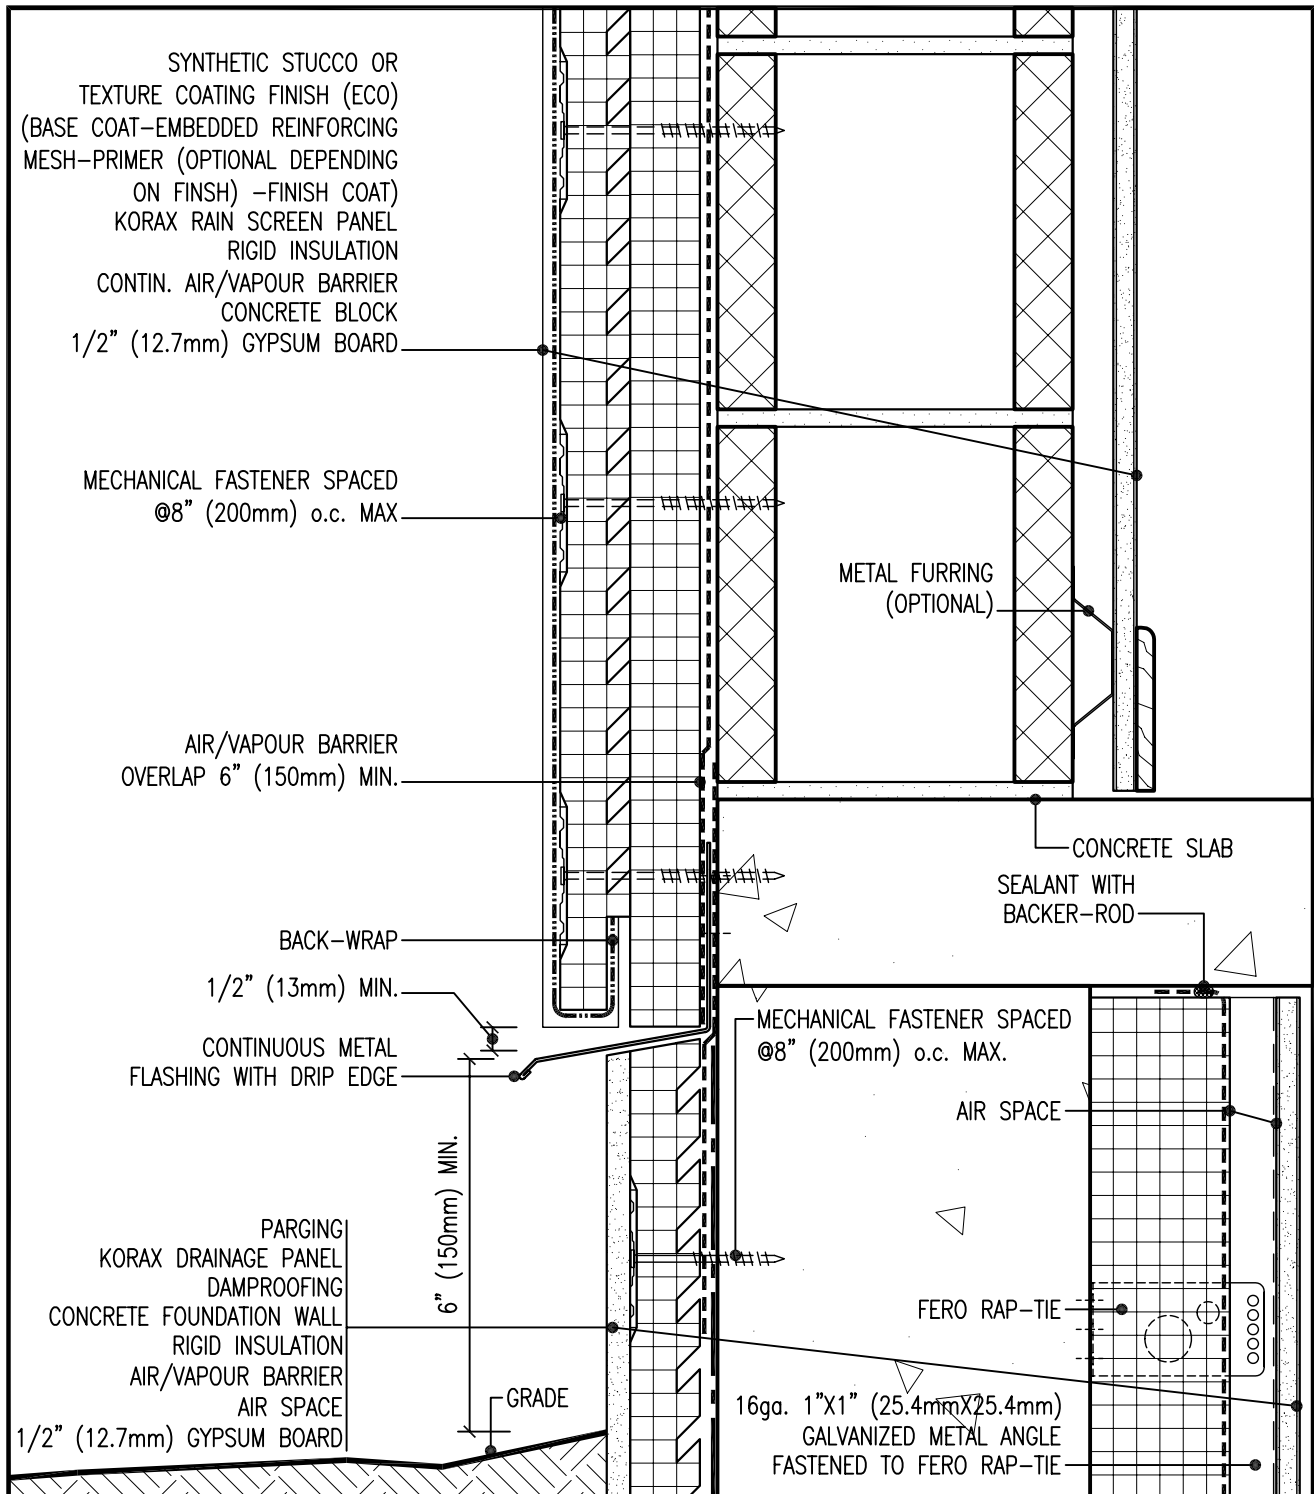 SYNTHETIC STUCCO OR
TEXTURE COATING FINISH (ECO)
(BASE COAT-EMBEDDED REINFORCING
MESH-PRIMER (OPTIONAL DEPENDING
ON FINSH) -FINISH COAT)
KORAX RAIN SCREEN PANEL
RIGID INSULATION
CONTIN. AIR/VAPOUR BARRIER
CONCRETE BLOCK
1/2" (12.7mm) GYPSUM BOARD
MECHANICAL FASTENER SPACED
@8" (200mm) o.c. MAX
METAL FURRING
(OPTIONAL)
AIR/VAPOUR BARRIER
OVERLAP 6" (150mm) MIN.
CONCRETE SLAB
SEALANT WITH
BACKER-ROD
BACK-WRAP
1/2" (13mm) MIN.
CONTINUOUS METAL
FLASHING WITH DRIP EDGE
MECHANICAL FASTENER SPACED
@8" (200mm) o.c. MAX.
AIR SPACE
6" (150mm) MIN.
PARGING
KORAX DRAINAGE PANEL
DAMPROOFING
CONCRETE FOUNDATION WALL
RIGID INSULATION
AIR/VAPOUR BARRIER
AIR SPACE
1/2" (12.7mm) GYPSUM BOARD
GRADE
FERO RAP-TIE
16ga. 1"X1" (25.4mmX25.4mm)
GALVANIZED METAL ANGLE
FASTENED TO FERO RAP-TIE